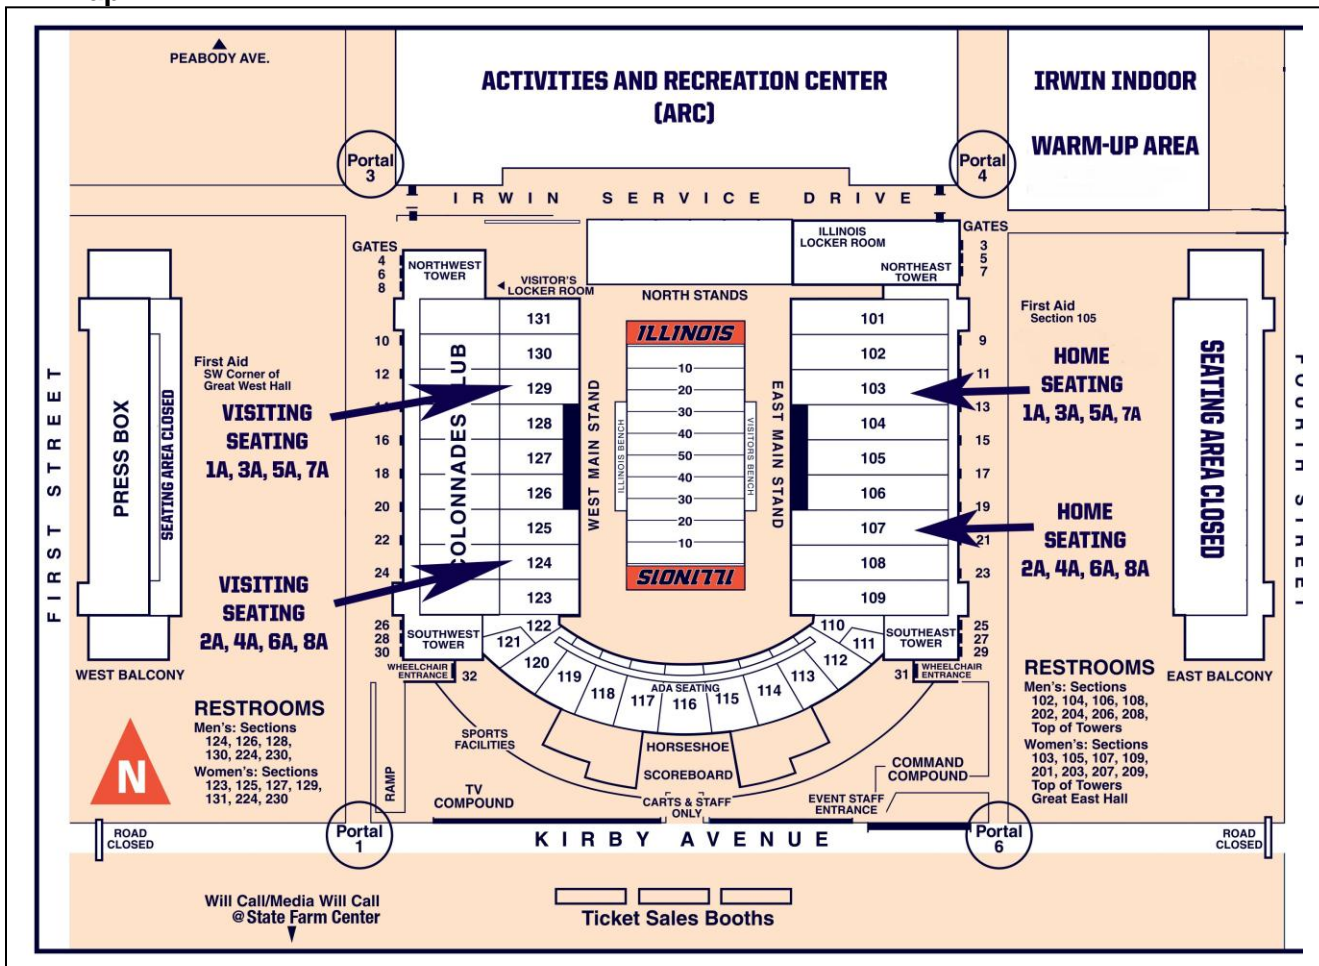 PEABODY AVE.
ACTIVITIES AND RECREATION CENTER
(ARC)
IRWIN INDOOR
WARM-UP AREA
Portal
3
Portal
4
IRWIN SERVICE DRIVE
GATES
4
6
8
NORTHWEST
TOWER
VISITOR'S
LOCKER ROOM
NORTH STANDS
ILLINOIS
LOCKER ROOM
NORTHEAST
TOWER
GATES
3
5
7
FIRST STREET
PRESS BOX
SEATING AREA CLOSED
WEST BALCONY
First Aid
SW Corner of
Great West Hall
VISITING
SEATING
1A, 3A, 5A, 7A
VISITING
SEATING
2A, 4A, 6A, 8A
10
12
16
18
20
22
24
26
28
30
COLONNADES
131
130
129
128
127
126
125
124
123
WEST MAIN STAND
ILLINOIS
10
20
30
40
50
40
30
20
10
ILLINOIS
ILLINOIS BENCH
VISITORS BENCH
EAST MAIN STAND
101
102
103
104
105
106
107
108
109
9
11
13
15
17
19
21
23
25
27
29
First Aid
Section 105
HOME
SEATING
1A, 3A, 5A, 7A
HOME
SEATING
2A, 4A, 6A, 8A
SEATING AREA CLOSED
EAST BALCONY
SOUTHWEST
TOWER
WHEELCHAIR
ENTRANCE
32
122
121
120
119
118
117
116
115
114
113
112
111
110
ADA SEATING
SOUTHEAST
TOWER
31
WHEELCHAIR
ENTRANCE
RESTROOMS
Men's: Sections
124, 126, 128,
130, 224, 230,
Women's: Sections
123, 125, 127, 129,
131, 224, 230
RESTROOMS
Men's: Sections
102, 104, 106, 108,
202, 204, 206, 208,
Top of Towers
Women's: Sections
103, 105, 107, 109,
201, 203, 207, 209,
Top of Towers
Great East Hall
N
SPORTS
FACILITIES
HORSESHOE
SCOREBOARD
RAMP
TV
COMPOUND
CARTS & STAFF
ONLY
COMMAND
COMPOUND
EVENT STAFF
ENTRANCE
ROAD
CLOSED
Portal
1
KIRBY AVENUE
Portal
6
ROAD
CLOSED
Will Call/Media Will Call
@State Farm Center
Ticket Sales Booths